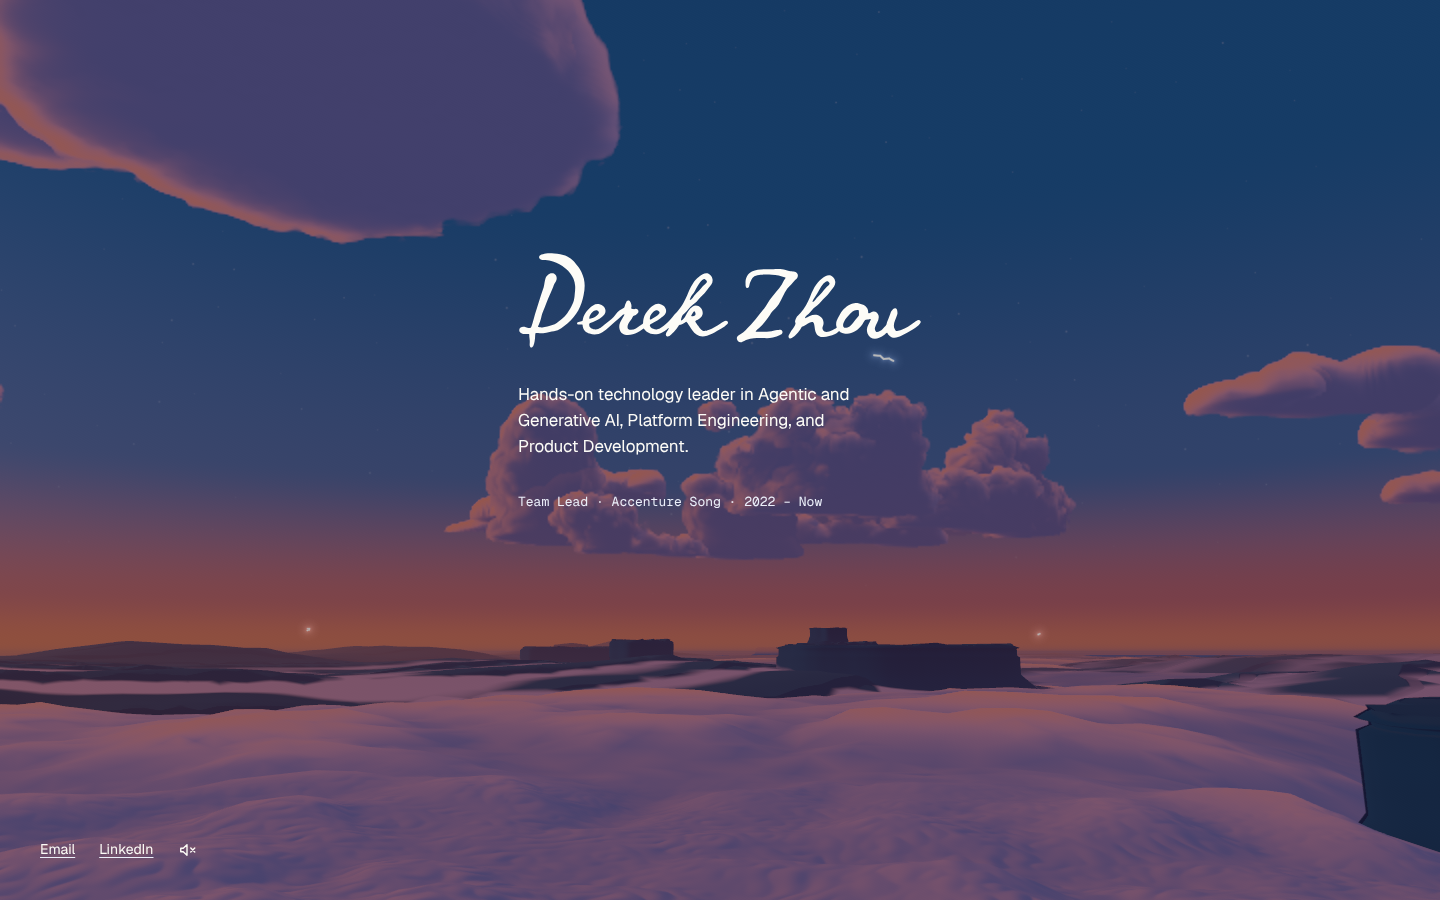 Derek Zhou
Hands-on technology leader in Agentic and
Generative AI, Platform Engineering, and
Product Development.
Team Lead · Accenture Song · 2022 – Now
Email LinkedIn